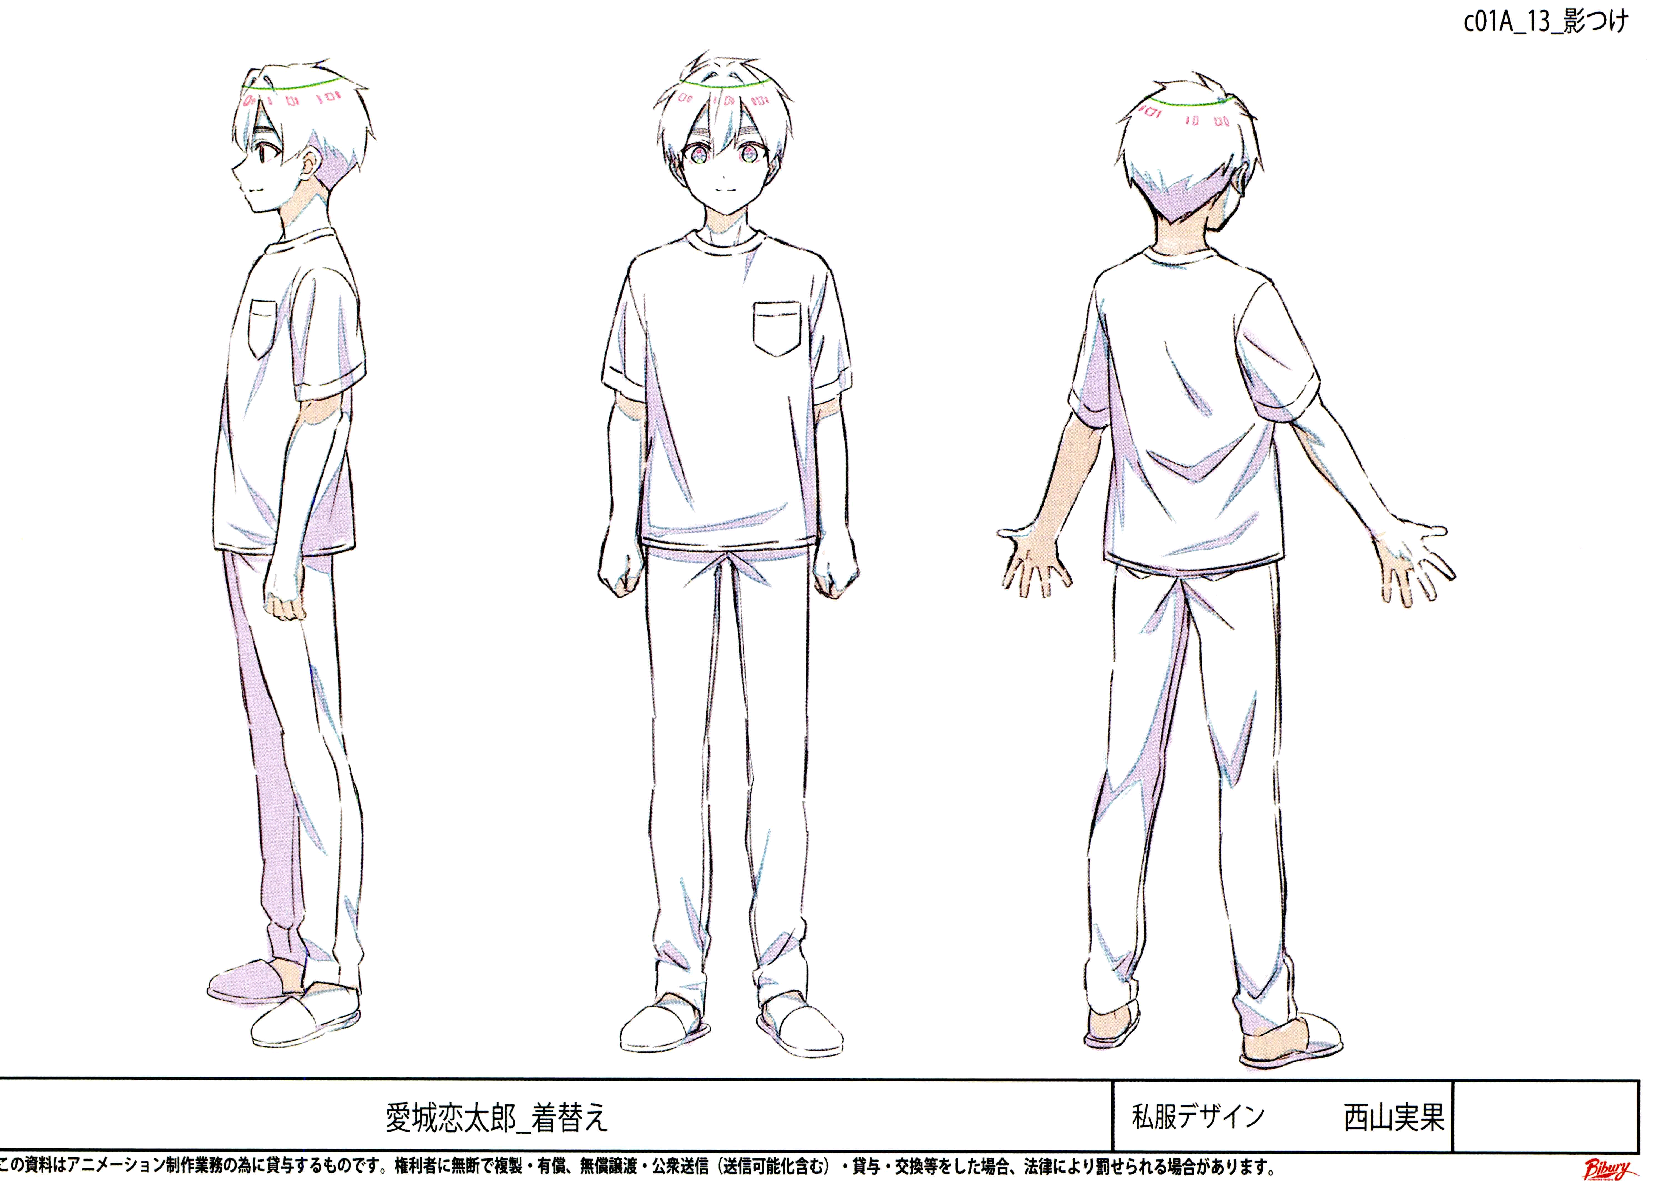 c01A_13_影つけ
愛城恋太郎_着替え
私服デザイン
西山実果
この資料はアニメーション制作業務の為に貸与するものです。権利者に無断で複製・有償、無償譲渡・公衆送信（送信可能化含む）・貸与・交換等をした場合、法律により罰せられる場合があります。
Bibury